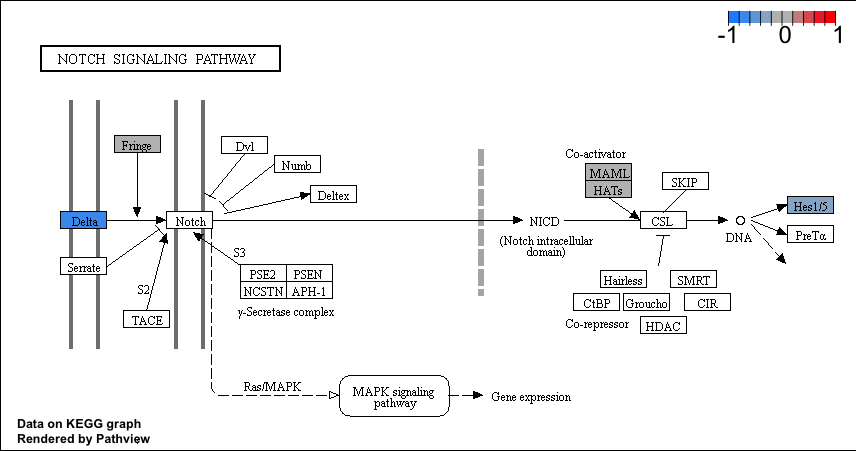 -1 0 1
NOTCH SIGNALING PATHWAY
Fringe
Dvl
Numb
Deltex
Delta
Notch
Serrate
S2
TACE
S3
PSE2 PSEN
NCSTN APH-1
γ-Secretase complex
NICD
(Notch intracellular
domain)
Co-activator
MAML
HATs
SKIP
CSL
DNA
Hes1/5
PreTα
Hairless SMRT
CtBP Groucho CIR
Co-repressor HDAC
Ras/MAPK
MAPK signaling
pathway
Gene expression
Data on KEGG graph
Rendered by Pathview